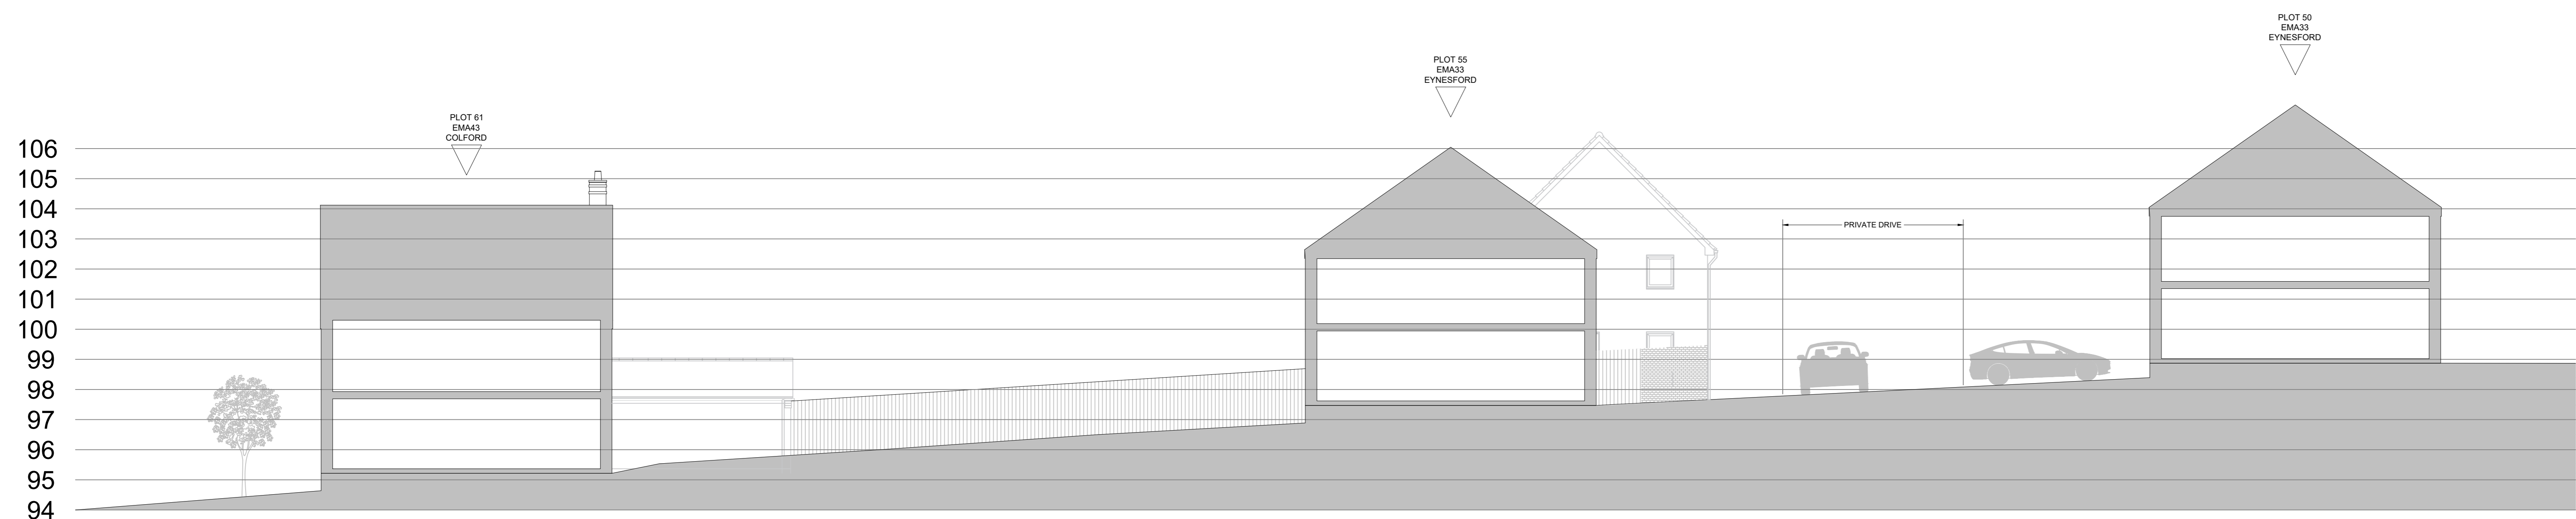 PLOT 50
EMA33
EYNESFORD
PLOT 55
EMA33
EYNESFORD
PLOT 61
EMA43
COLFORD
106
105
104
103
PRIVATE DRIVE
102
101
100
99
98
97
96
95
94